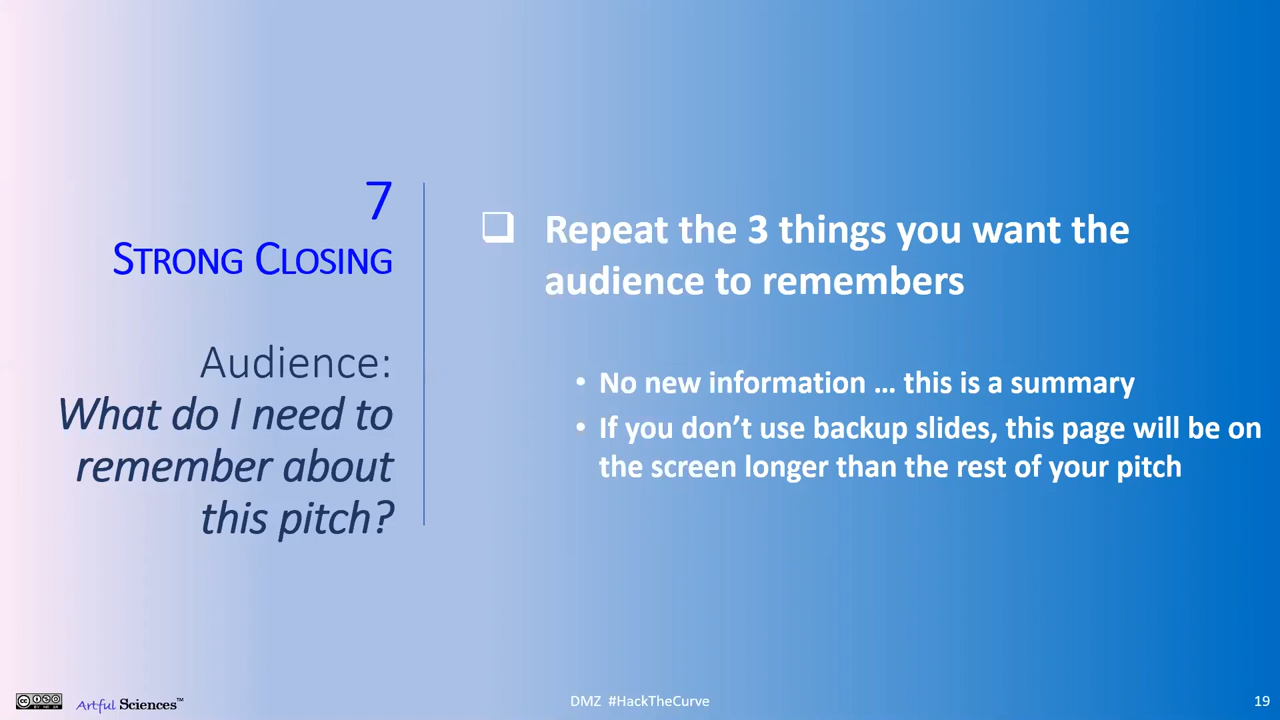 7
STRONG CLOSING
Audience:
What do I need to
remember about
this pitch?
❑ Repeat the 3 things you want the
audience to remembers
• No new information … this is a summary
• If you don’t use backup slides, this page will be on
the screen longer than the rest of your pitch
Artful Sciences™
DMZ #HackTheCurve
19